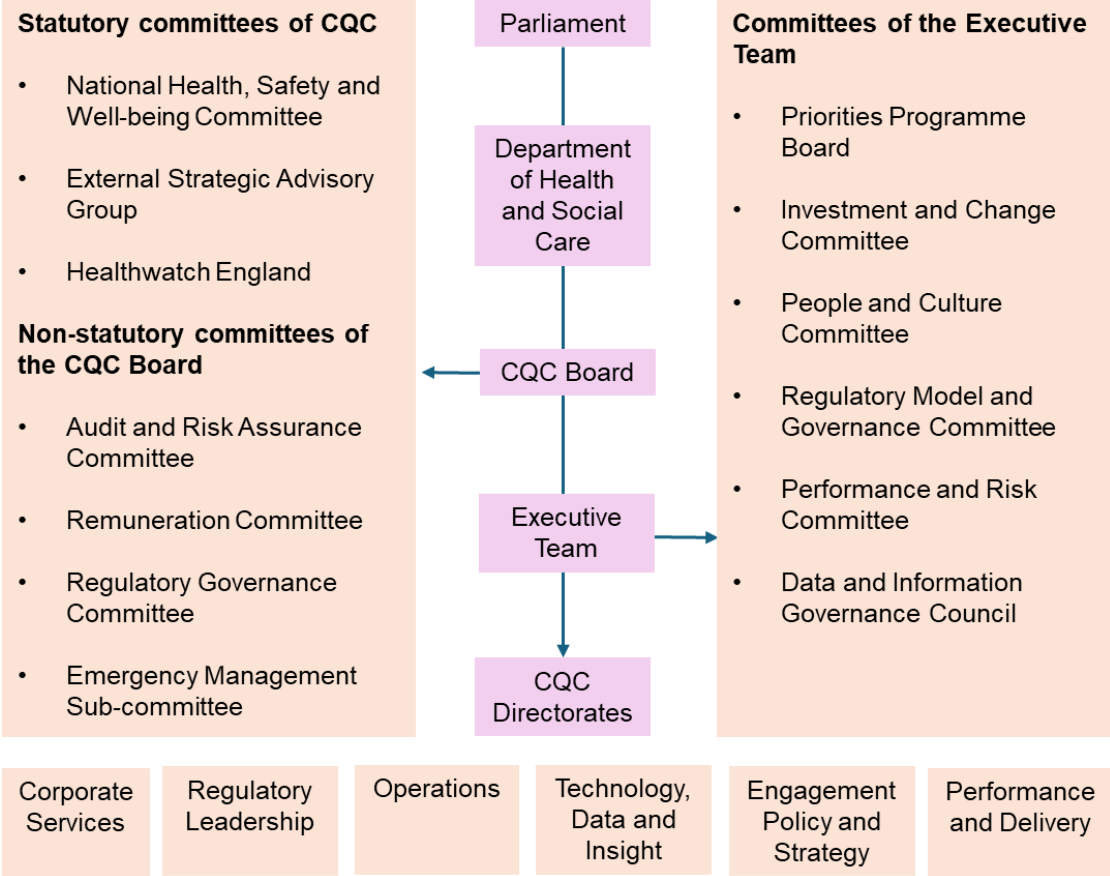 Statutory committees of CQC
• National Health, Safety and
Well-being Committee
• External Strategic Advisory
Group
• Healthwatch England
Non-statutory committees of
the CQC Board
• Audit and Risk Assurance
Committee
• Remuneration Committee
• Regulatory Governance
Committee
• Emergency Management
Sub-committee
Parliament
Department
of Health
and Social
Care
CQC Board
Executive
Team
CQC
Directorates
Committees of the Executive
Team
• Priorities Programme
Board
• Investment and Change
Committee
• People and Culture
Committee
• Regulatory Model and
Governance Committee
• Performance and Risk
Committee
• Data and Information
Governance Council
Corporate
Services
Regulatory
Leadership
Operations
Technology,
Data and
Insight
Engagement
Policy and
Strategy
Performance
and Delivery